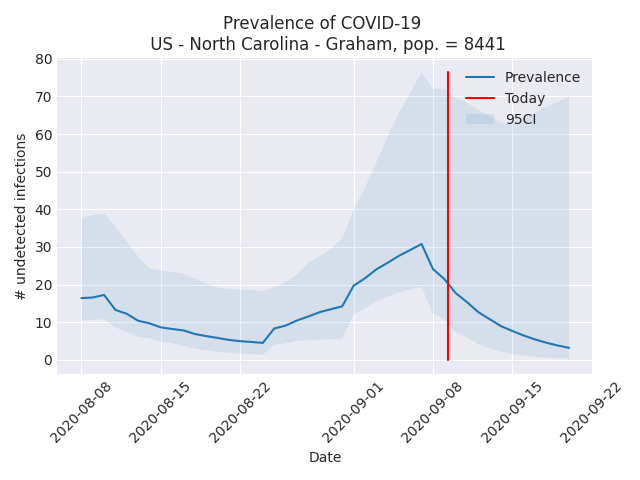 Prevalence of COVID-19
US - North Carolina - Graham, pop. = 8441
80
70
60
50
40
30
20
10
0
# undetected infections
Prevalence
Today
95CI
2020-08-08
2020-08-15
2020-08-22
2020-09-01
2020-09-08
2020-09-15
2020-09-22
Date